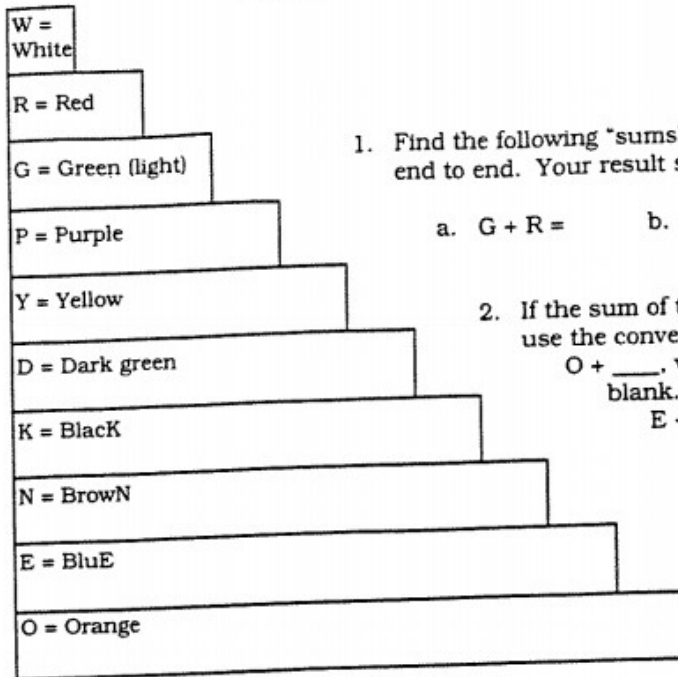 W =
White
R = Red
G = Green (light)
P = Purple
Y = Yellow
D = Dark green
K = BlacK
N = BrowN
E = BluE
O = Orange
1. Find the following "sums
end to end. Your result
a. G + R = b.
2. If the sum of
use the conve
O + ____,
blank.
E